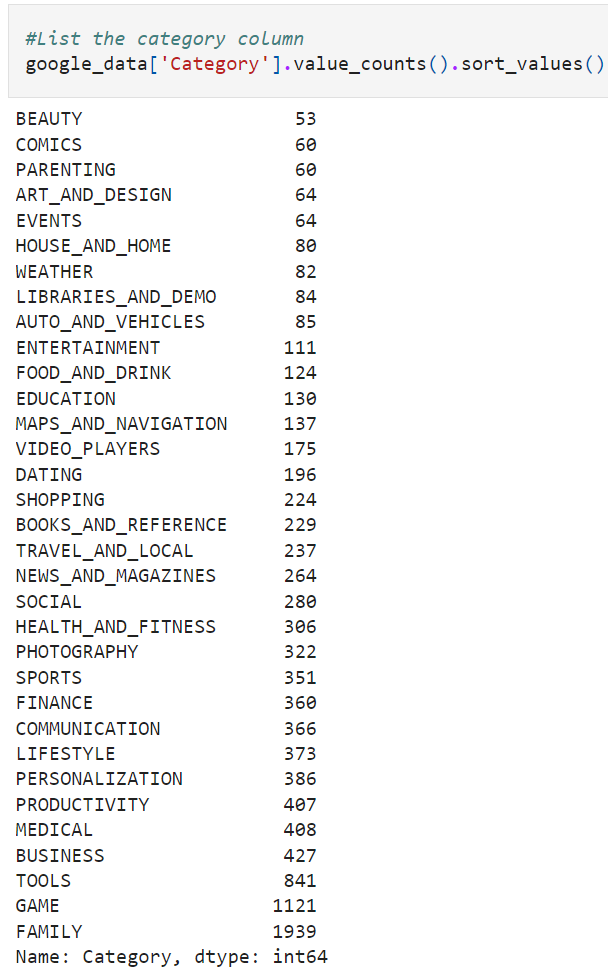 #List the category column
google_data['Category'].value_counts().sort_values()
BEAUTY 53
COMICS 60
PARENTING 60
ART_AND_DESIGN 64
EVENTS 64
HOUSE_AND_HOME 80
WEATHER 82
LIBRARIES_AND_DEMO 84
AUTO_AND_VEHICLES 85
ENTERTAINMENT 111
FOOD_AND_DRINK 124
EDUCATION 130
MAPS_AND_NAVIGATION 137
VIDEO_PLAYERS 175
DATING 196
SHOPPING 224
BOOKS_AND_REFERENCE 229
TRAVEL_AND_LOCAL 237
NEWS_AND_MAGAZINES 264
SOCIAL 280
HEALTH_AND_FITNESS 306
PHOTOGRAPHY 322
SPORTS 351
FINANCE 360
COMMUNICATION 366
LIFESTYLE 373
PERSONALIZATION 386
PRODUCTIVITY 407
MEDICAL 408
BUSINESS 427
TOOLS 841
GAME 1121
FAMILY 1939
Name: Category, dtype: int64